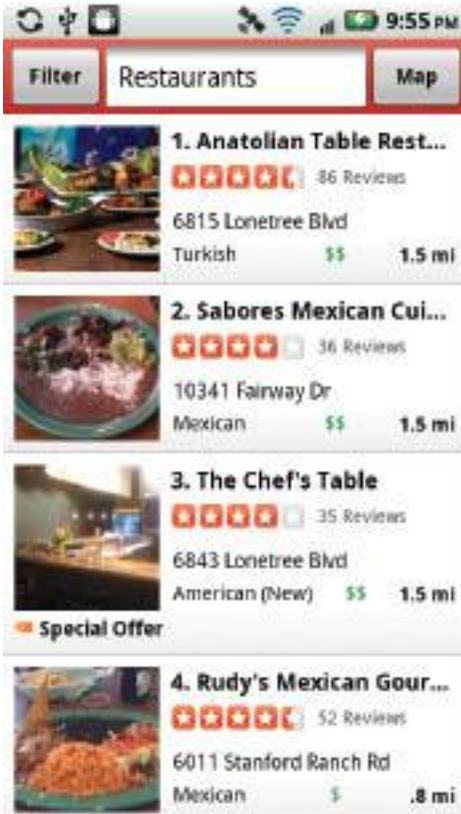 9:55 PM
Filter Restaurants Map
1. Anatolian Table Rest...
86 Reviews
6815 Lonetree Blvd
Turkish $$ 1.5 mi
2. Sabores Mexican Cui...
36 Reviews
10341 Fairway Dr
Mexican $$ 1.5 mi
3. The Chef's Table
35 Reviews
6843 Lonetree Blvd
American (New) $$ 1.5 mi
Special Offer
4. Rudy's Mexican Gour...
52 Reviews
6011 Stanford Ranch Rd
Mexican $ .8 mi